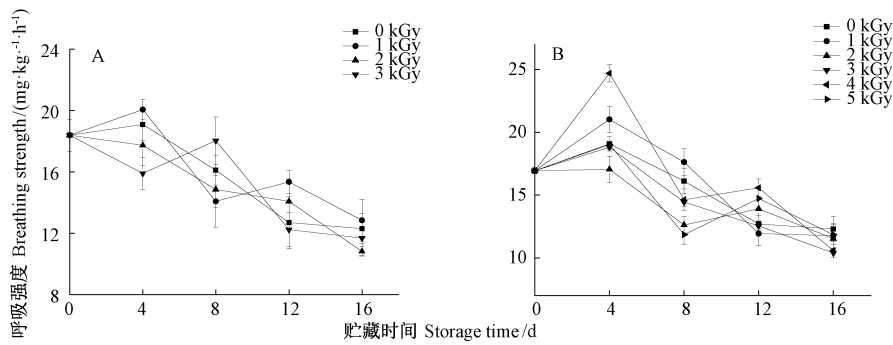 呼吸强度 Breathing strength/(mg·kg⁻¹·h⁻¹)
A
0 kGy
1 kGy
2 kGy
3 kGy
24
20
16
12
8
0 4 8 12 16
B
0 kGy
1 kGy
2 kGy
3 kGy
4 kGy
5 kGy
25
20
15
10
0 4 8 12 16
贮藏时间 Storage time/d